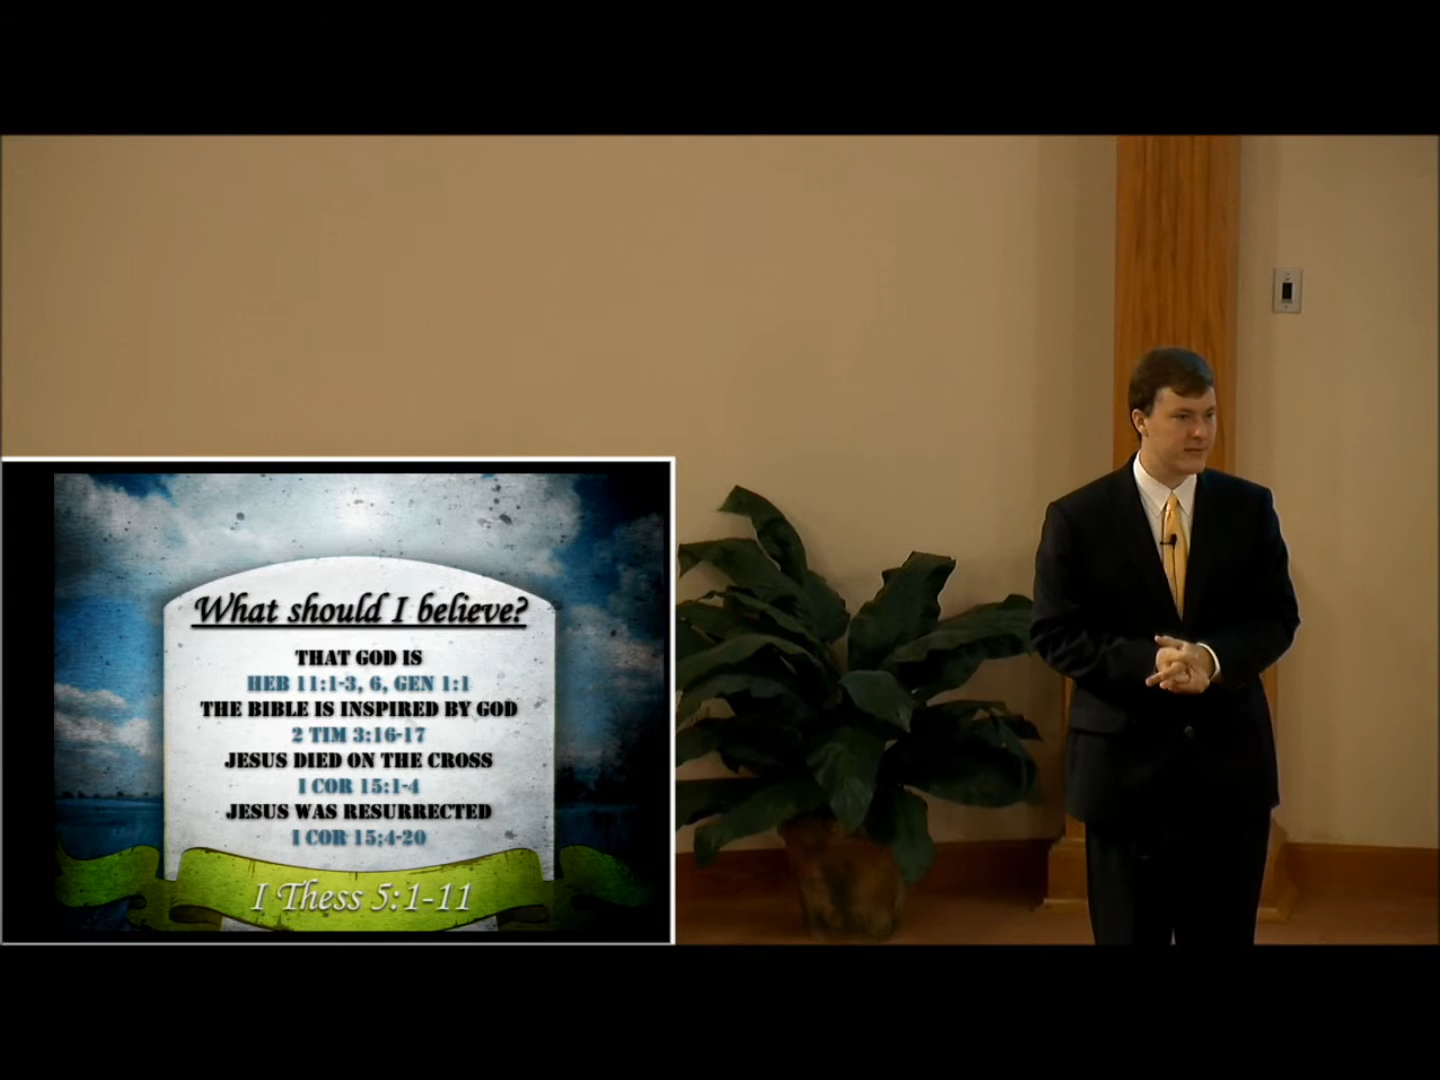 What should I believe?
THAT GOD IS
HEB 11:1-3, 6, GEN 1:1
THE BIBLE IS INSPIRED BY GOD
2 TIM 3:16-17
JESUS DIED ON THE CROSS
I COR 15:1-4
JESUS WAS RESURRECTED
I COR 15;4-20
I Thess 5:1-11